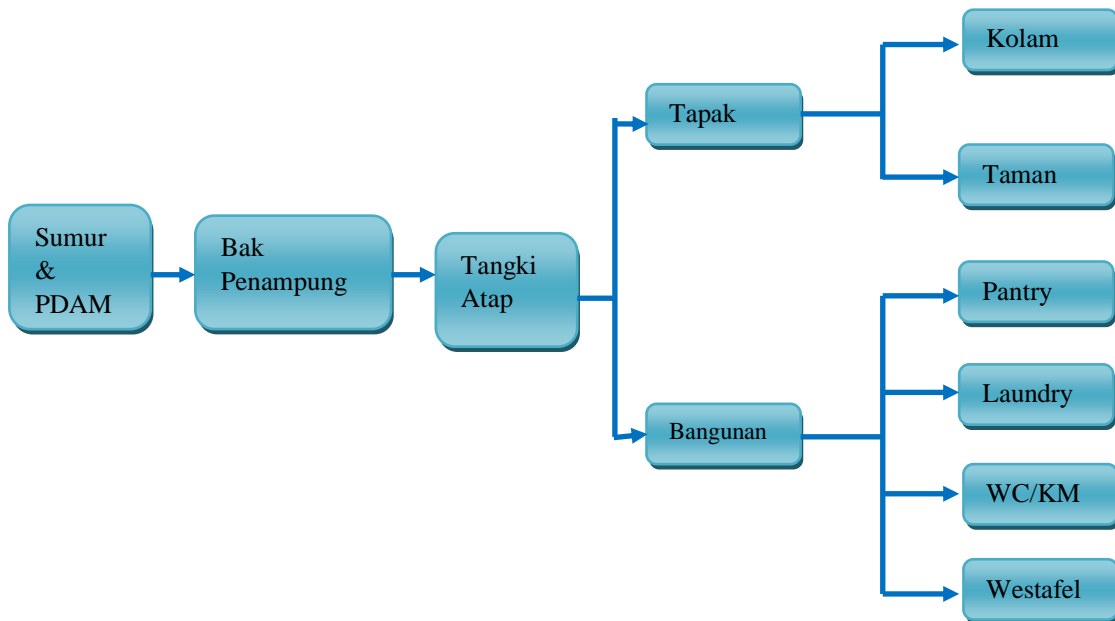 Sumur
&
PDAM
Bak
Penampung
Tangki
Atap
Tapak
Bangunan
Kolam
Taman
Pantry
Laundry
WC/KM
Westafel